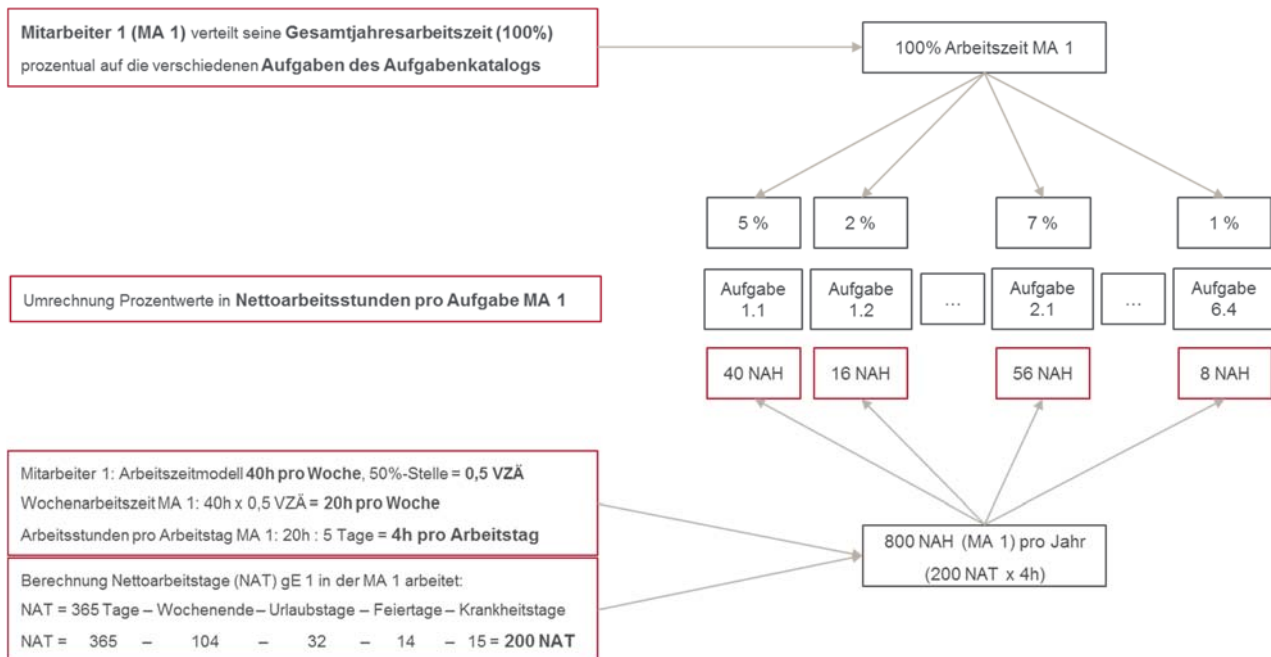 Mitarbeiter 1 (MA 1) verteilt seine Gesamtjahresarbeitszeit (100%)
prozentual auf die verschiedenen Aufgaben des Aufgabenkatalogs
100% Arbeitszeit MA 1
5 %
2 %
7 %
1 %
Umrechnung Prozentwerte in Nettoarbeitsstunden pro Aufgabe MA 1
Aufgabe
1.1
Aufgabe
1.2
...
Aufgabe
2.1
...
Aufgabe
6.4
40 NAH
16 NAH
56 NAH
8 NAH
Mitarbeiter 1: Arbeitszeitmodell 40h pro Woche, 50%-Stelle = 0,5 VZÄ
Wochenarbeitszeit MA 1: 40h x 0,5 VZÄ = 20h pro Woche
Arbeitsstunden pro Arbeitstag MA 1: 20h : 5 Tage = 4h pro Arbeitstag
800 NAH (MA 1) pro Jahr
(200 NAT x 4h)
Berechnung Nettoarbeitstage (NAT) gE 1 in der MA 1 arbeitet:
NAT = 365 Tage – Wochenende – Urlaubstage – Feiertage – Krankheitstage
NAT = 365 – 104 – 32 – 14 – 15 = 200 NAT